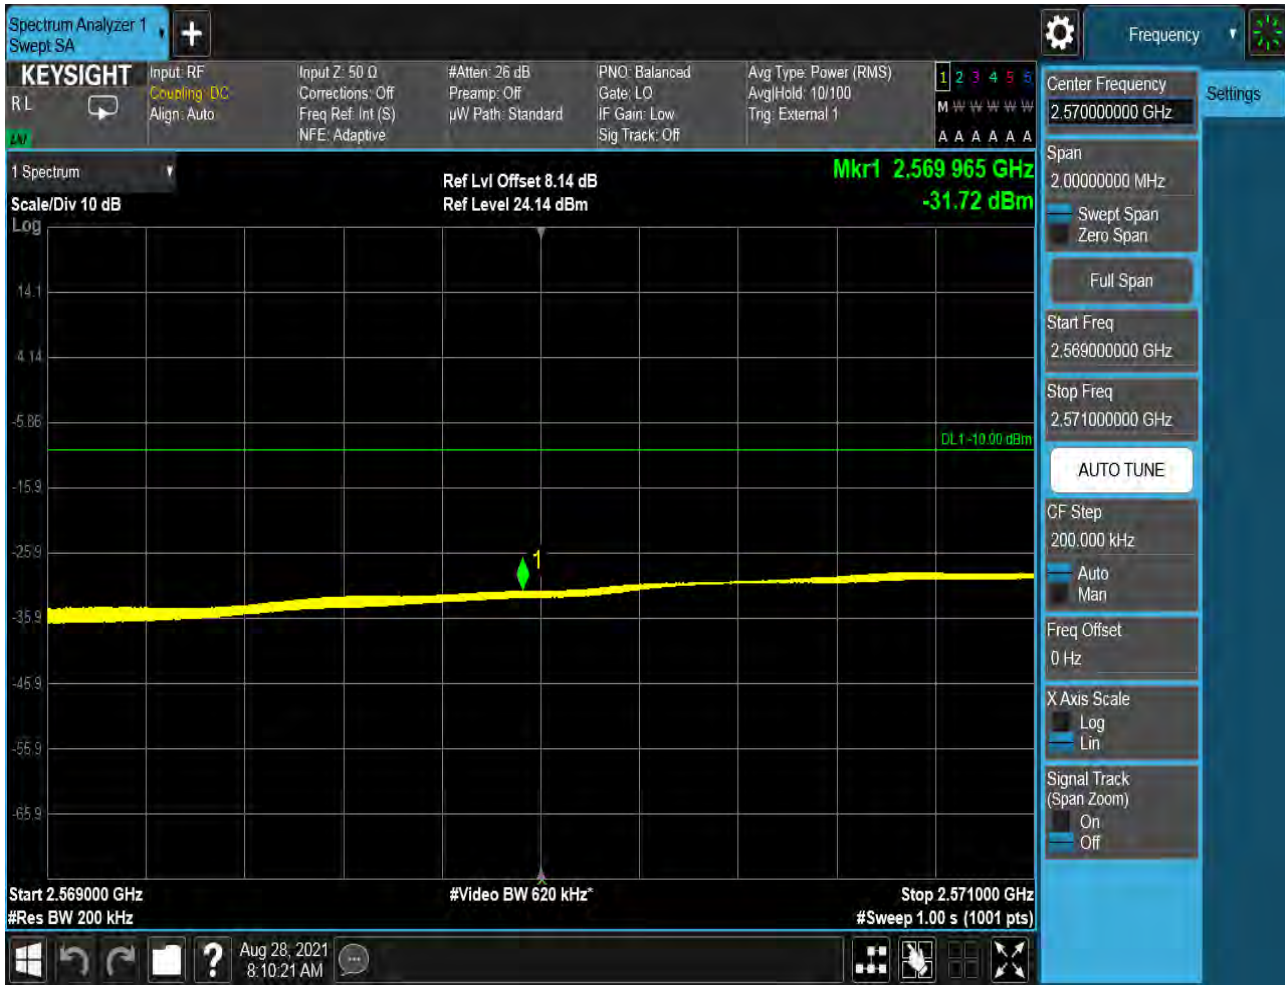 Spectrum Analyzer 1
Swept SA
Frequency
KEYSIGHT
R L
LXI
Input: RF
Coupling: DC
Align: Auto
Input Z: 50 Ω
Corrections: Off
Freq Ref: Int (S)
NFE: Adaptive
#Atten: 26 dB
Preamp: Off
µW Path: Standard
PNO: Balanced
Gate: LO
IF Gain: Low
Sig Track: Off
Avg Type: Power (RMS)
Avg|Hold: 10/100
Trig: External 1
1 2 3 4 5 6
M W W W W W
A A A A A A
1 Spectrum
Scale/Div 10 dB
Log
Ref Lvl Offset 8.14 dB
Ref Level 24.14 dBm
Mkr1 2.569 965 GHz
-31.72 dBm
14.1
4.14
-5.86
DL1 -10.00 dBm
-15.9
-25.9
1
-35.9
-45.9
-55.9
-65.9
Start 2.569000 GHz
#Res BW 200 kHz
#Video BW 620 kHz*
Stop 2.571000 GHz
#Sweep 1.00 s (1001 pts)
Aug 28, 2021
8:10:21 AM
?
Center Frequency
2.570000000 GHz
Settings
Span
2.00000000 MHz
Swept Span
Zero Span
Full Span
Start Freq
2.569000000 GHz
Stop Freq
2.571000000 GHz
AUTO TUNE
CF Step
200.000 kHz
Auto
Man
Freq Offset
0 Hz
X Axis Scale
Log
Lin
Signal Track
(Span Zoom)
On
Off